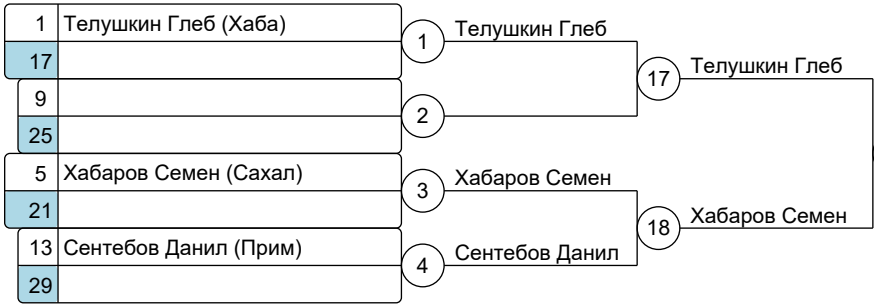 1 Телушкин Глеб (Хаба)
17
1 Телушкин Глеб
17 Телушкин Глеб
9
25
2
5 Хабаров Семен (Сахал)
21
3 Хабаров Семен
18 Хабаров Семен
13 Сентебов Данил (Прим)
29
4 Сентебов Данил